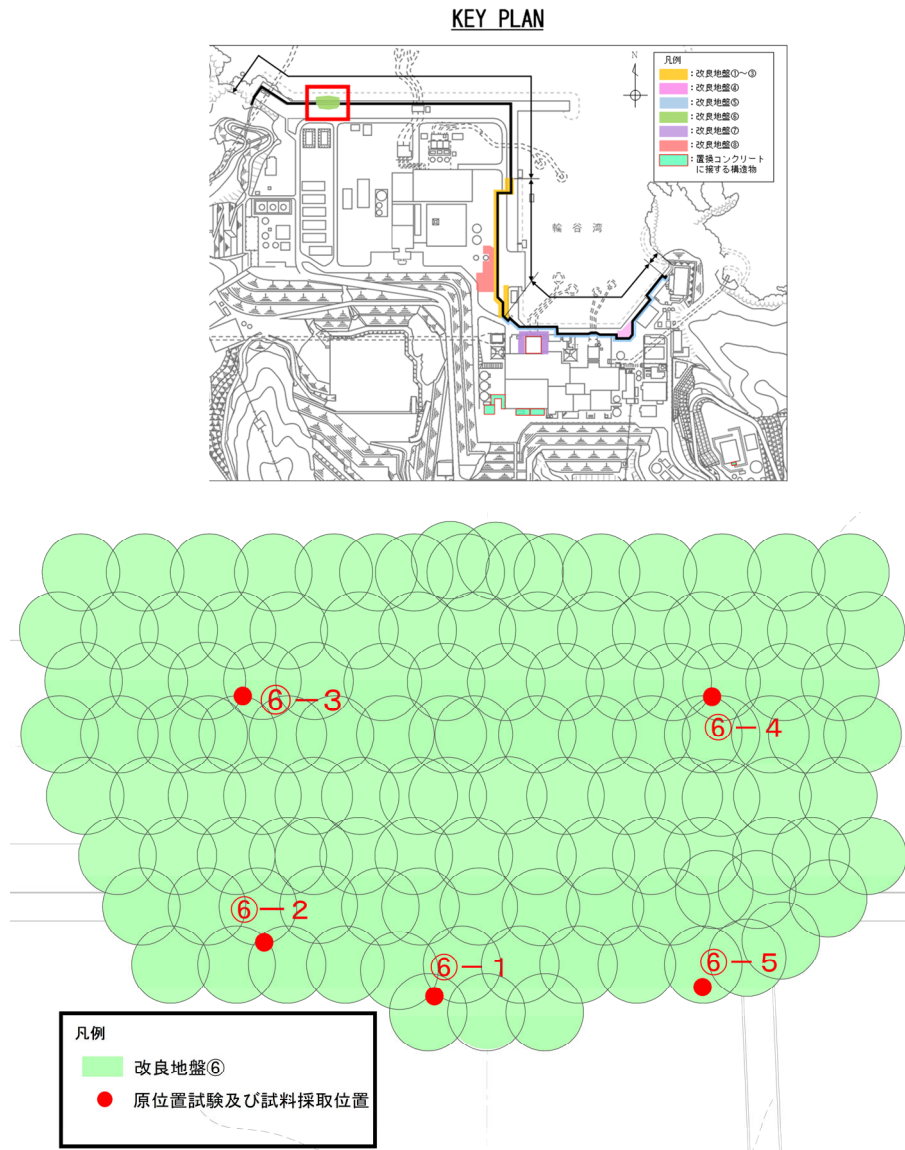 KEY PLAN
N
凡例
：改良地盤①～③
：改良地盤④
：改良地盤⑤
：改良地盤⑥
：改良地盤⑦
：改良地盤⑧
：置換コンクリート
に接する構造物
輪谷湾
⑥－３
⑥－４
⑥－２
⑥－１
⑥－５
凡例
改良地盤⑥
原位置試験及び試料採取位置